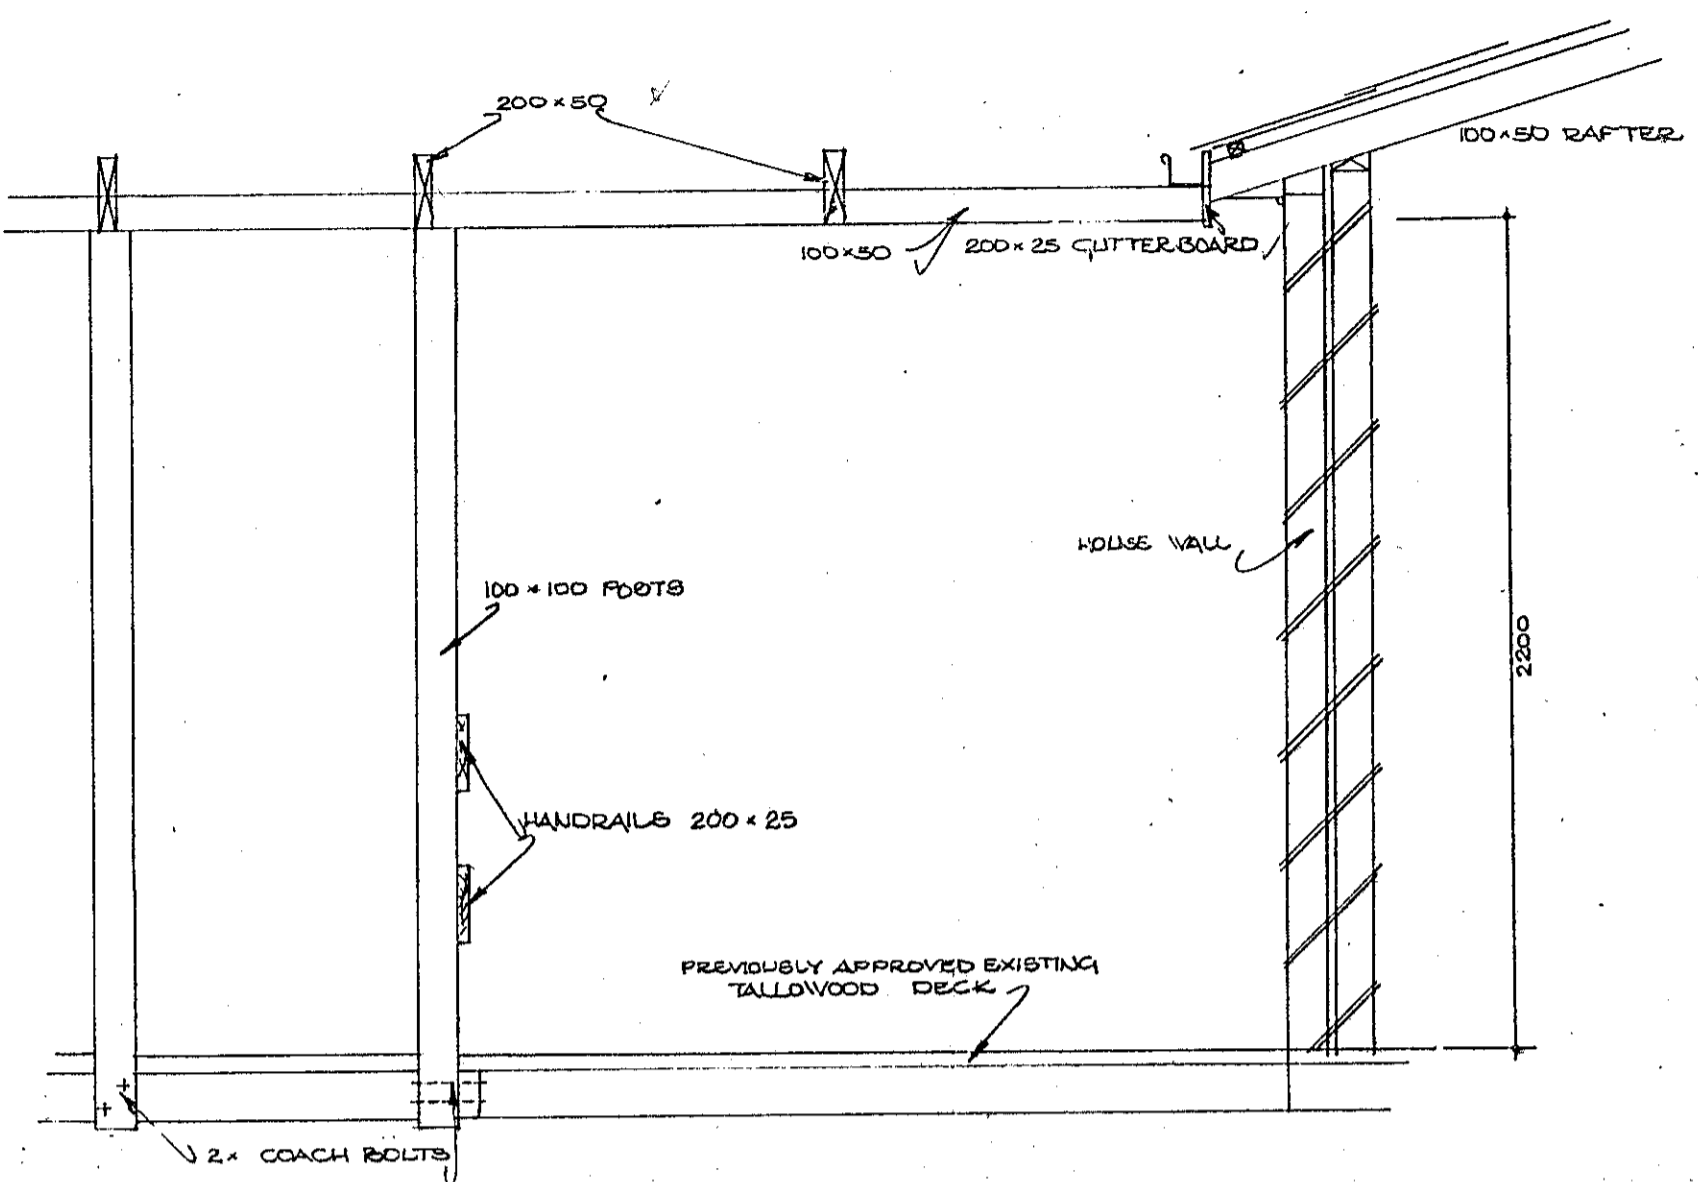 200×50
100×50 RAFTER
100×50
200×25 GUTTERBOARD
HOUSE WALL
100×100 POSTS
2200
HANDRAILS 200×25
PREVIOUSLY APPROVED EXISTING
TALLOWOOD DECK
2× COACH BOLTS